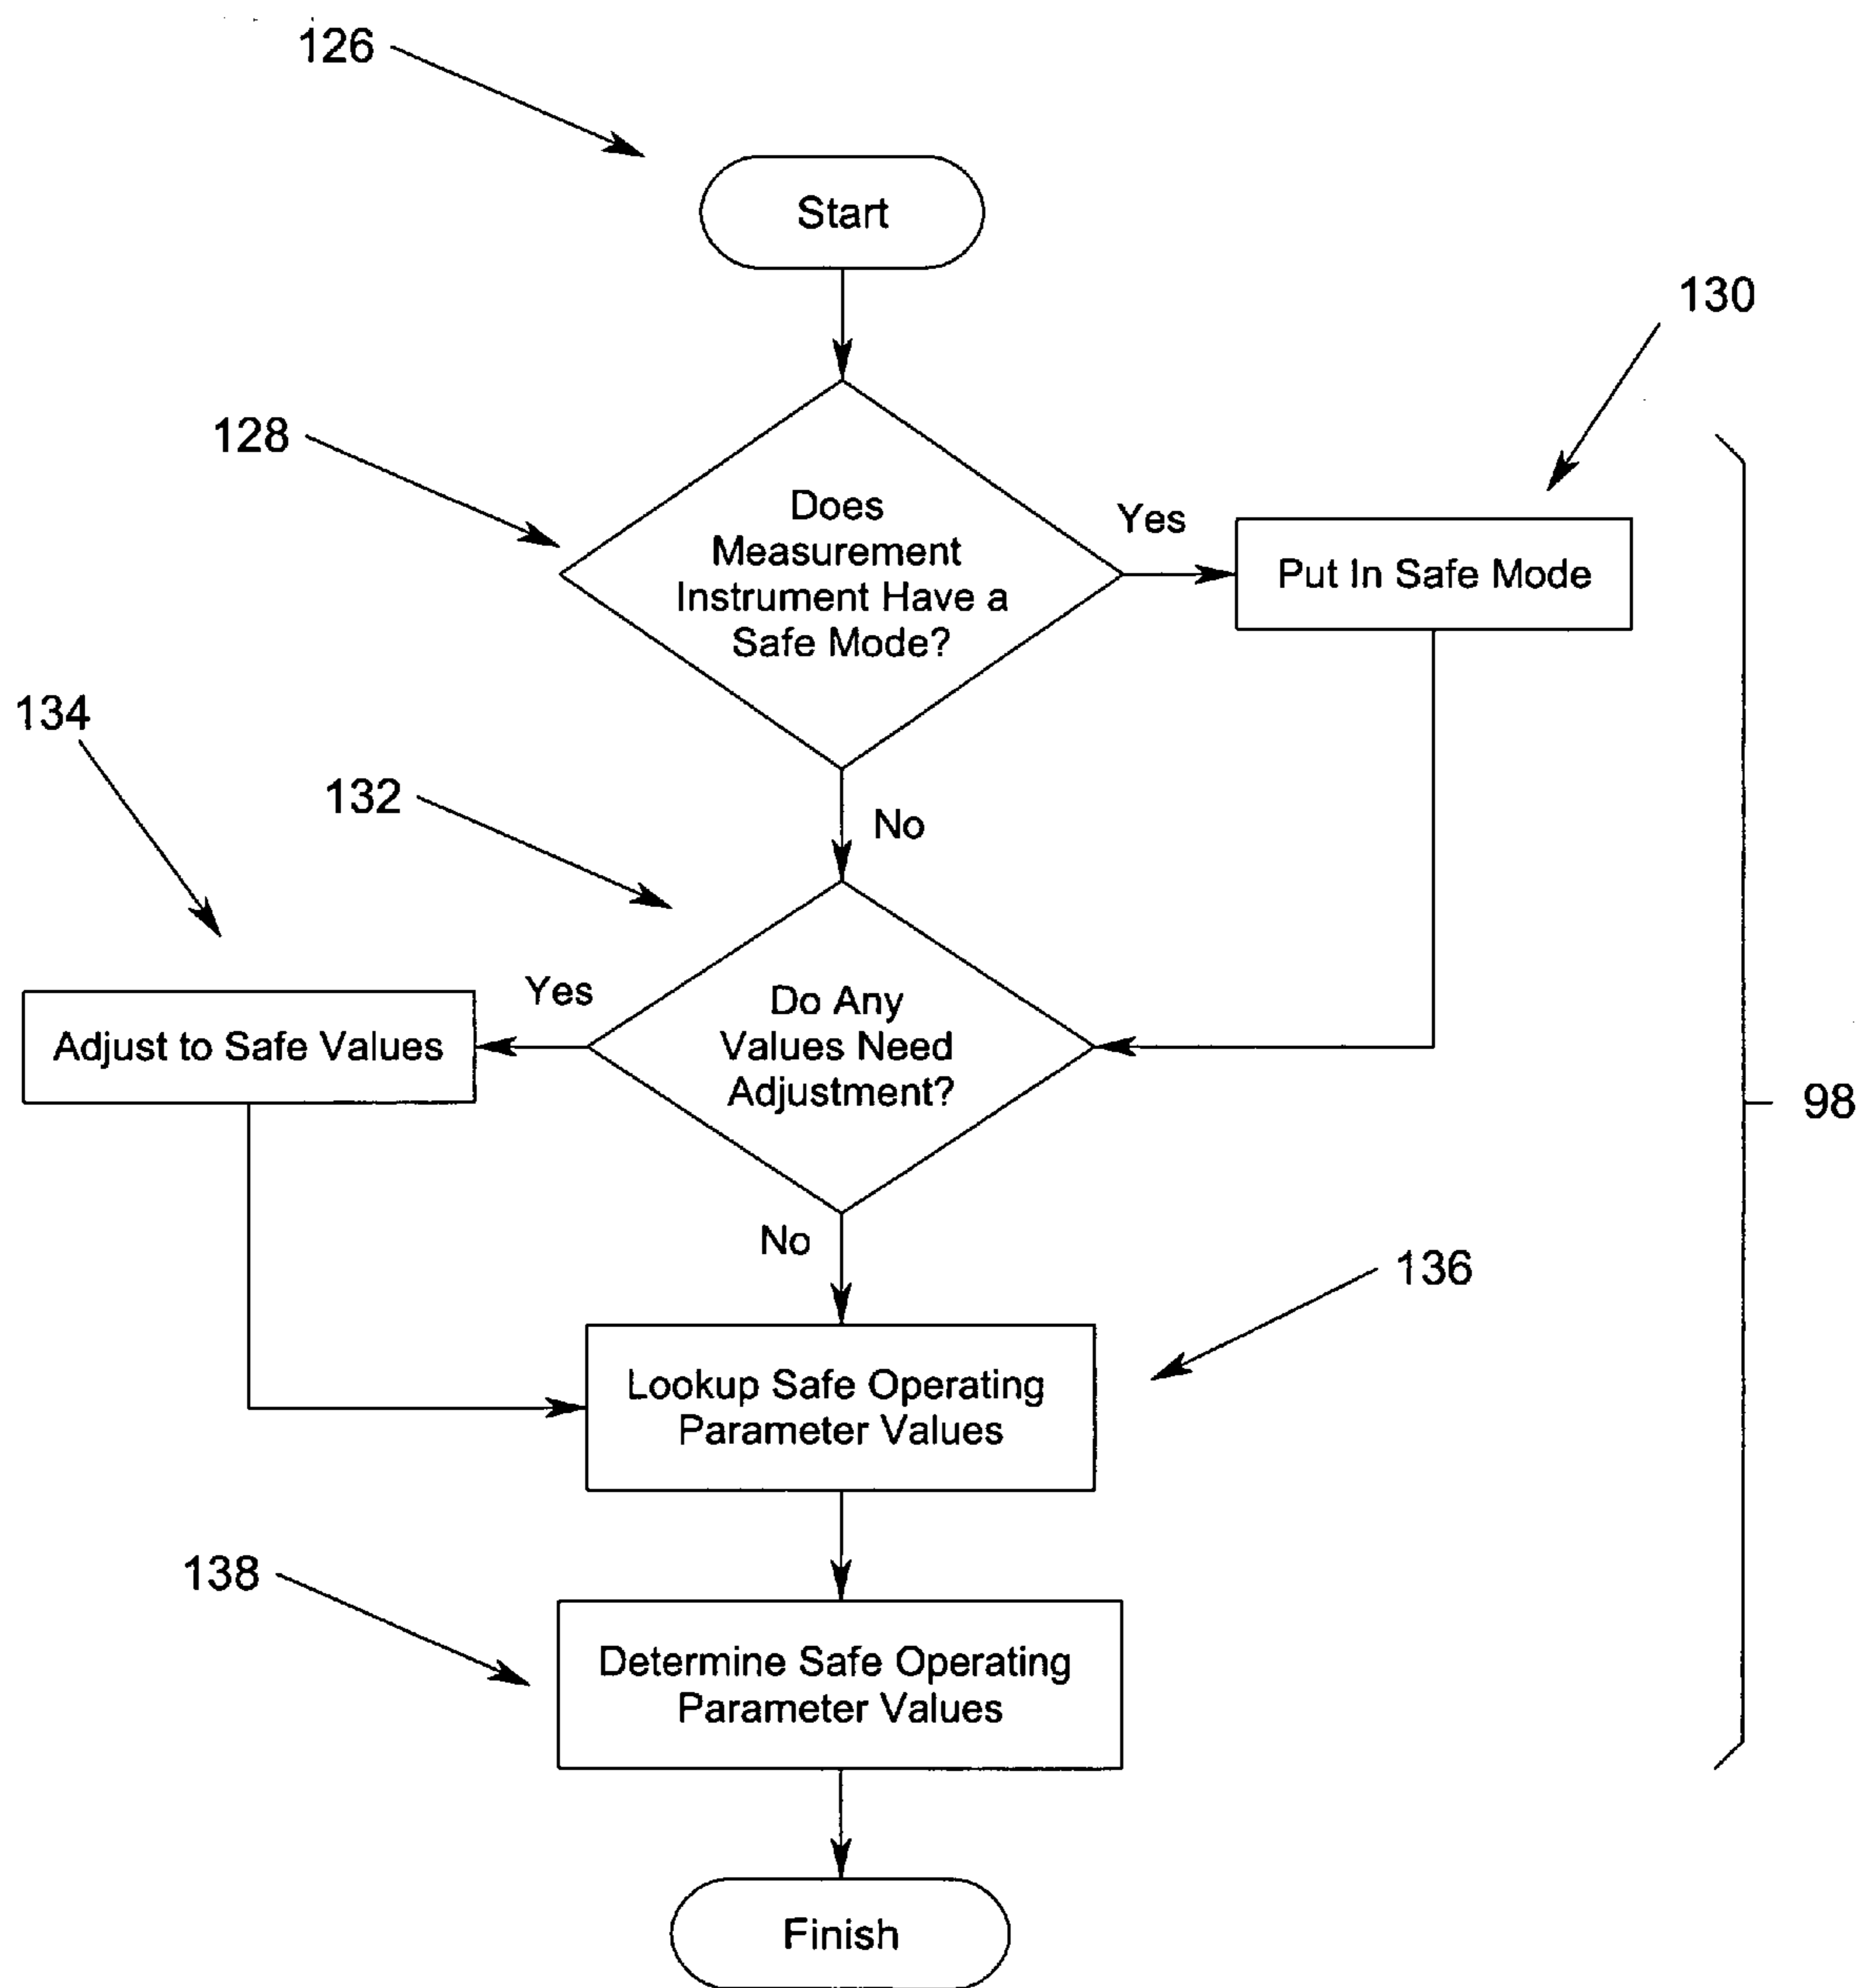 126
Start
130
128
Does
Measurement
Instrument Have a
Safe Mode?
Yes
Put In Safe Mode
134
132
No
Yes
Adjust to Safe Values
Do Any
Values Need
Adjustment?
98
No
136
Lookup Safe Operating
Parameter Values
138
Determine Safe Operating
Parameter Values
Finish